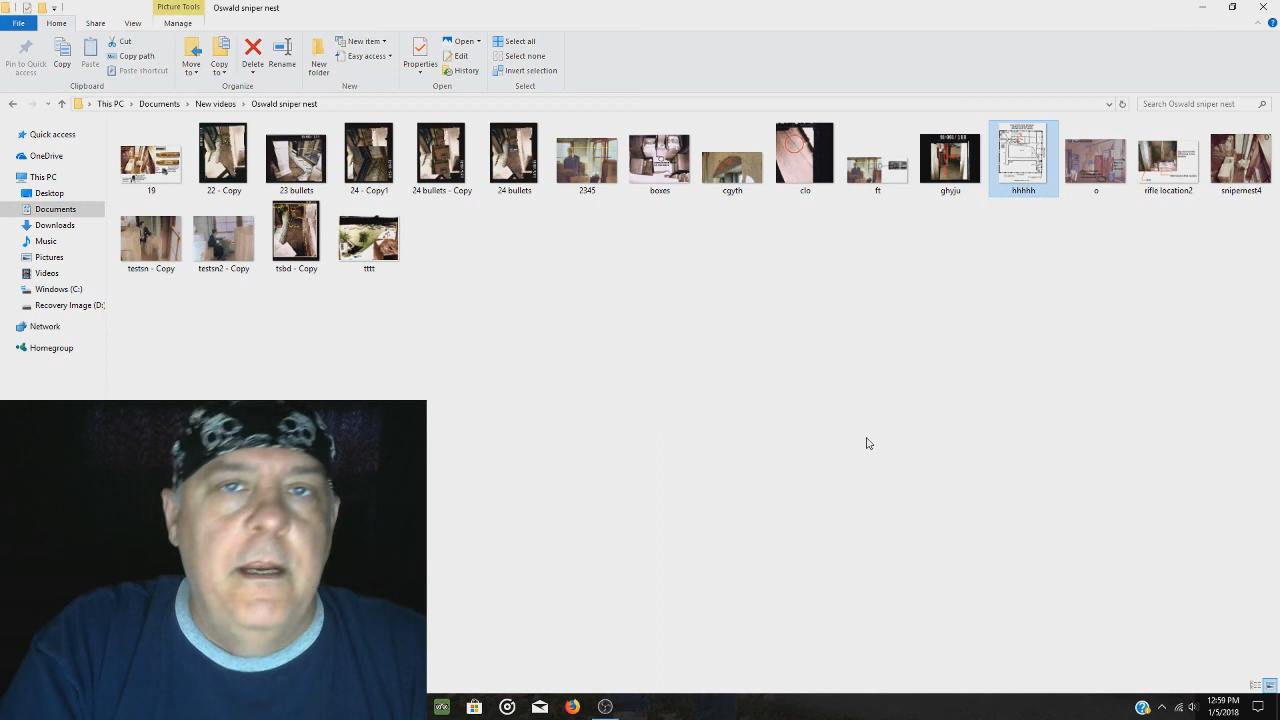 Picture Tools
Oswald sniper nest
File
Home
Share
View
Manage
Pin to Quick
access
Copy
Paste
Cut
Copy path
Paste shortcut
Clipboard
Move
to
Copy
to
Delete
Rename
Organize
New
folder
New item
Easy access
New
Properties
Open
Edit
History
Open
Select all
Select none
Invert selection
Select
This PC
Documents
New videos
Oswald sniper nest
Search Oswald sniper nest
Quick access
OneDrive
This PC
Desktop
Documents
Downloads
Music
Pictures
Videos
Windows (C:)
Recovery Image (D:)
Network
Homegroup
19
22 - Copy
23 bullets
24 - Copy1
24 bullets - Copy
24 bullets
2345
boxes
cgyth
clo
ft
ghyju
hhhhh
o
rifle location2
snipernest4
testsn - Copy
testsn2 - Copy
tsbd - Copy
tttt
12:59 PM
1/5/2018